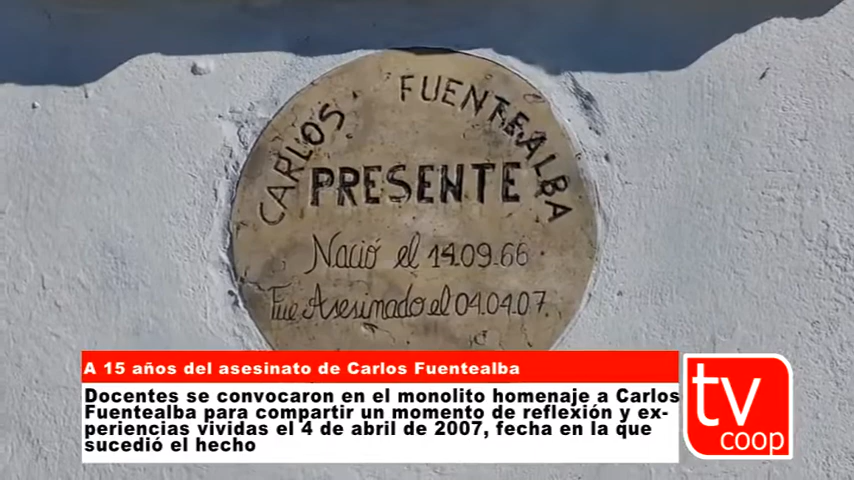 CARLOS FUENTEALBA
PRESENTE
Nació el 14.09.66
Fue Asesinado el 04.04.07.
A 15 años del asesinato de Carlos Fuentealba
Docentes se convocaron en el monolito homenaje a Carlos
Fuentealba para compartir un momento de reflexión y ex-
periencias vividas el 4 de abril de 2007, fecha en la que
sucedió el hecho
tv
coop